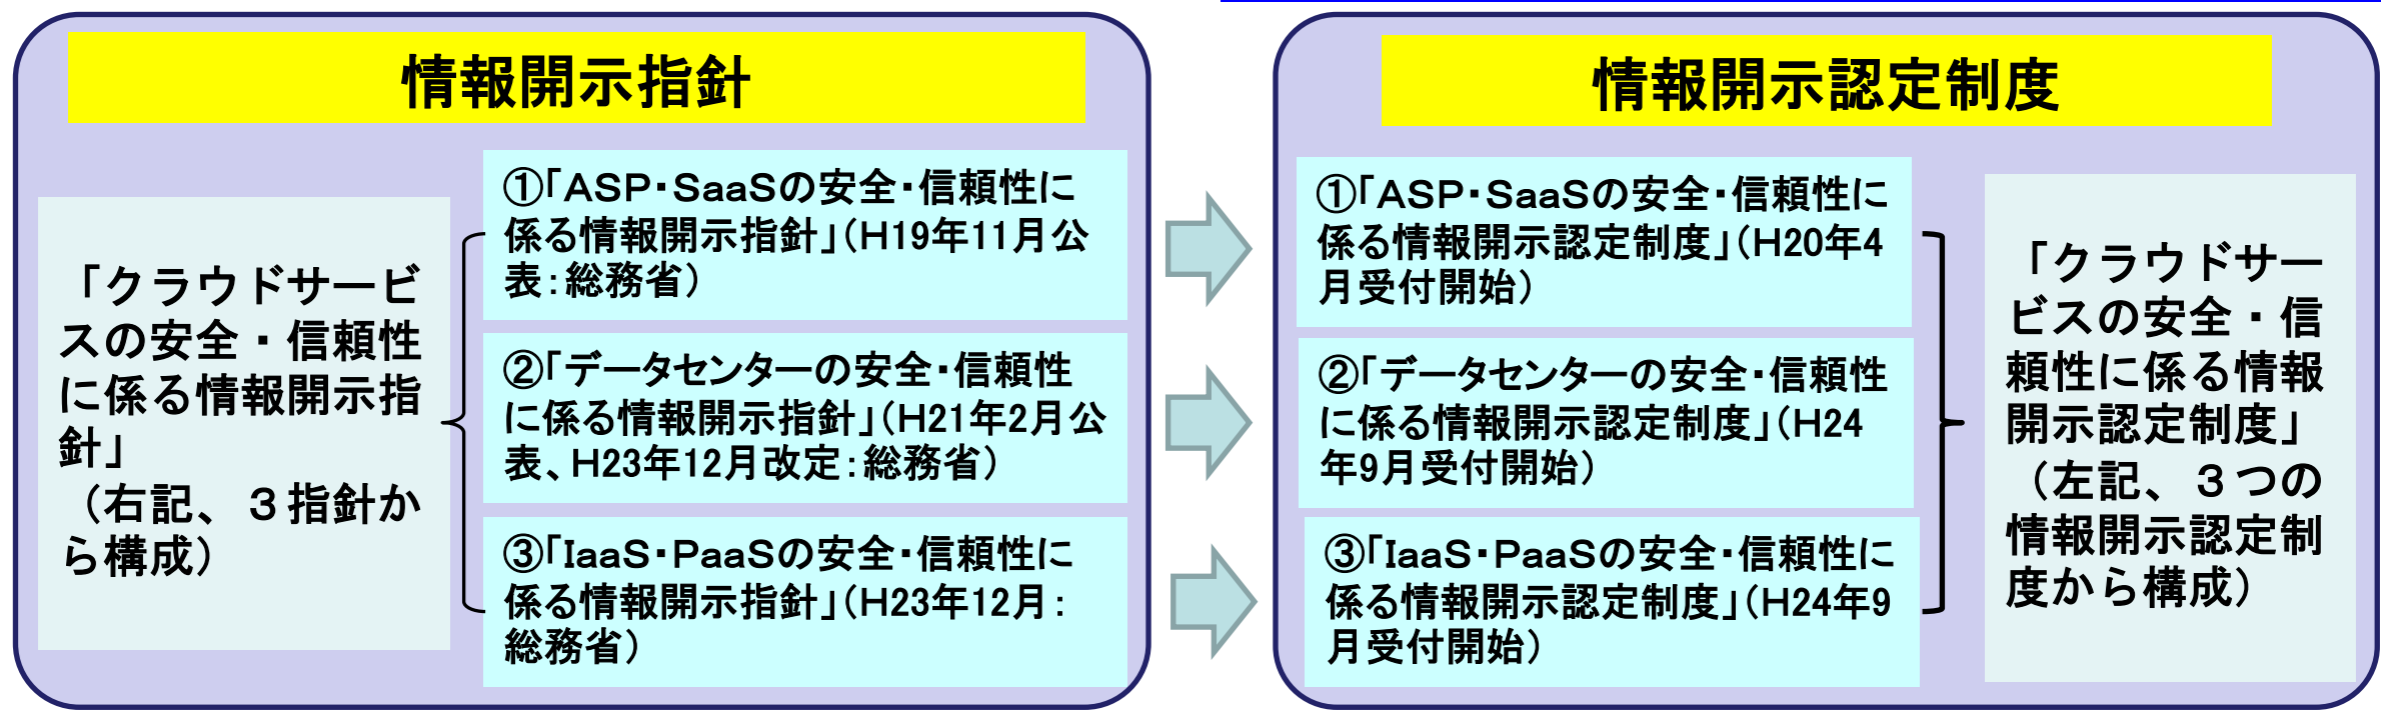 情報開示指針
「クラウドサービ
スの安全・信頼性
に係る情報開示指
針」
（右記、３指針か
ら構成）
①「ASP・SaaSの安全・信頼性に
係る情報開示指針」（H19年11月公
表：総務省）
②「データセンターの安全・信頼性
に係る情報開示指針」（H21年2月公
表、H23年12月改定：総務省）
③「IaaS・PaaSの安全・信頼性に
係る情報開示指針」（H23年12月：
総務省）
情報開示認定制度
①「ASP・SaaSの安全・信頼性に
係る情報開示認定制度」（H20年4
月受付開始）
②「データセンターの安全・信頼性
に係る情報開示認定制度」（H24
年9月受付開始）
③「IaaS・PaaSの安全・信頼性に
係る情報開示認定制度」（H24年9
月受付開始）
「クラウドサー
ビスの安全・信
頼性に係る情報
開示認定制度」
（左記、３つの
情報開示認定制
度から構成）